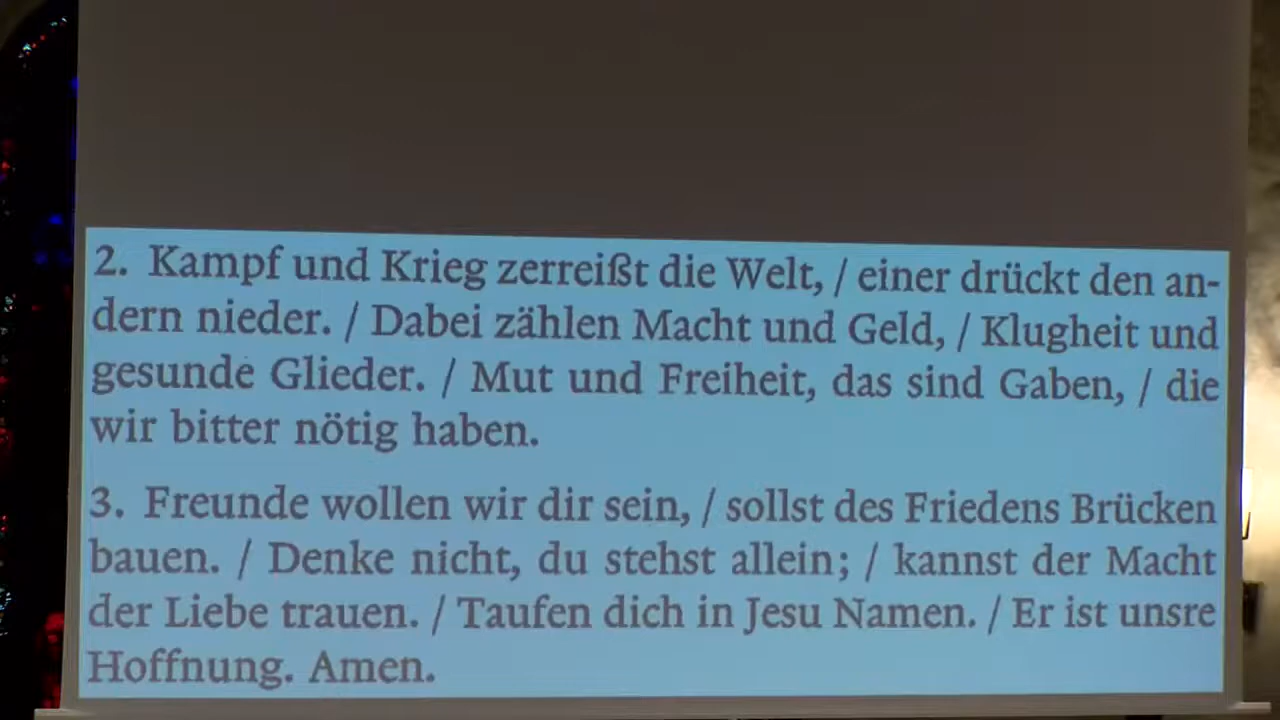 2. Kampf und Krieg zerreißt die Welt, / einer drückt den an-
dern nieder. / Dabei zählen Macht und Geld, / Klugheit und
gesunde Glieder. / Mut und Freiheit, das sind Gaben, / die
wir bitter nötig haben.
3. Freunde wollen wir dir sein, / sollst des Friedens Brücken
bauen. / Denke nicht, du stehst allein; / kannst der Macht
der Liebe trauen. / Taufen dich in Jesu Namen. / Er ist unsre
Hoffnung. Amen.